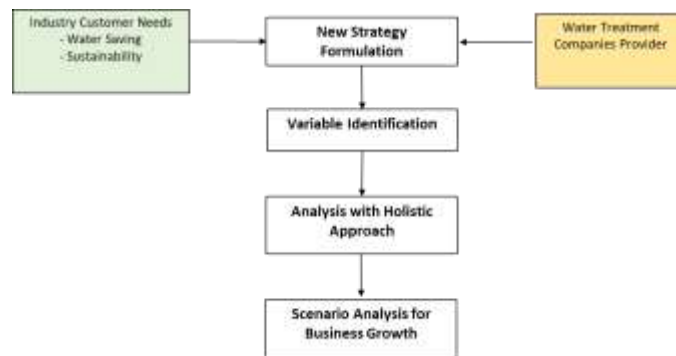 Industry Customer Needs
- Water Saving
- Sustainability
New Strategy
Formulation
Water Treatment
Companies Provider
Variable Identification
Analysis with Holistic
Approach
Scenario Analysis for
Business Growth